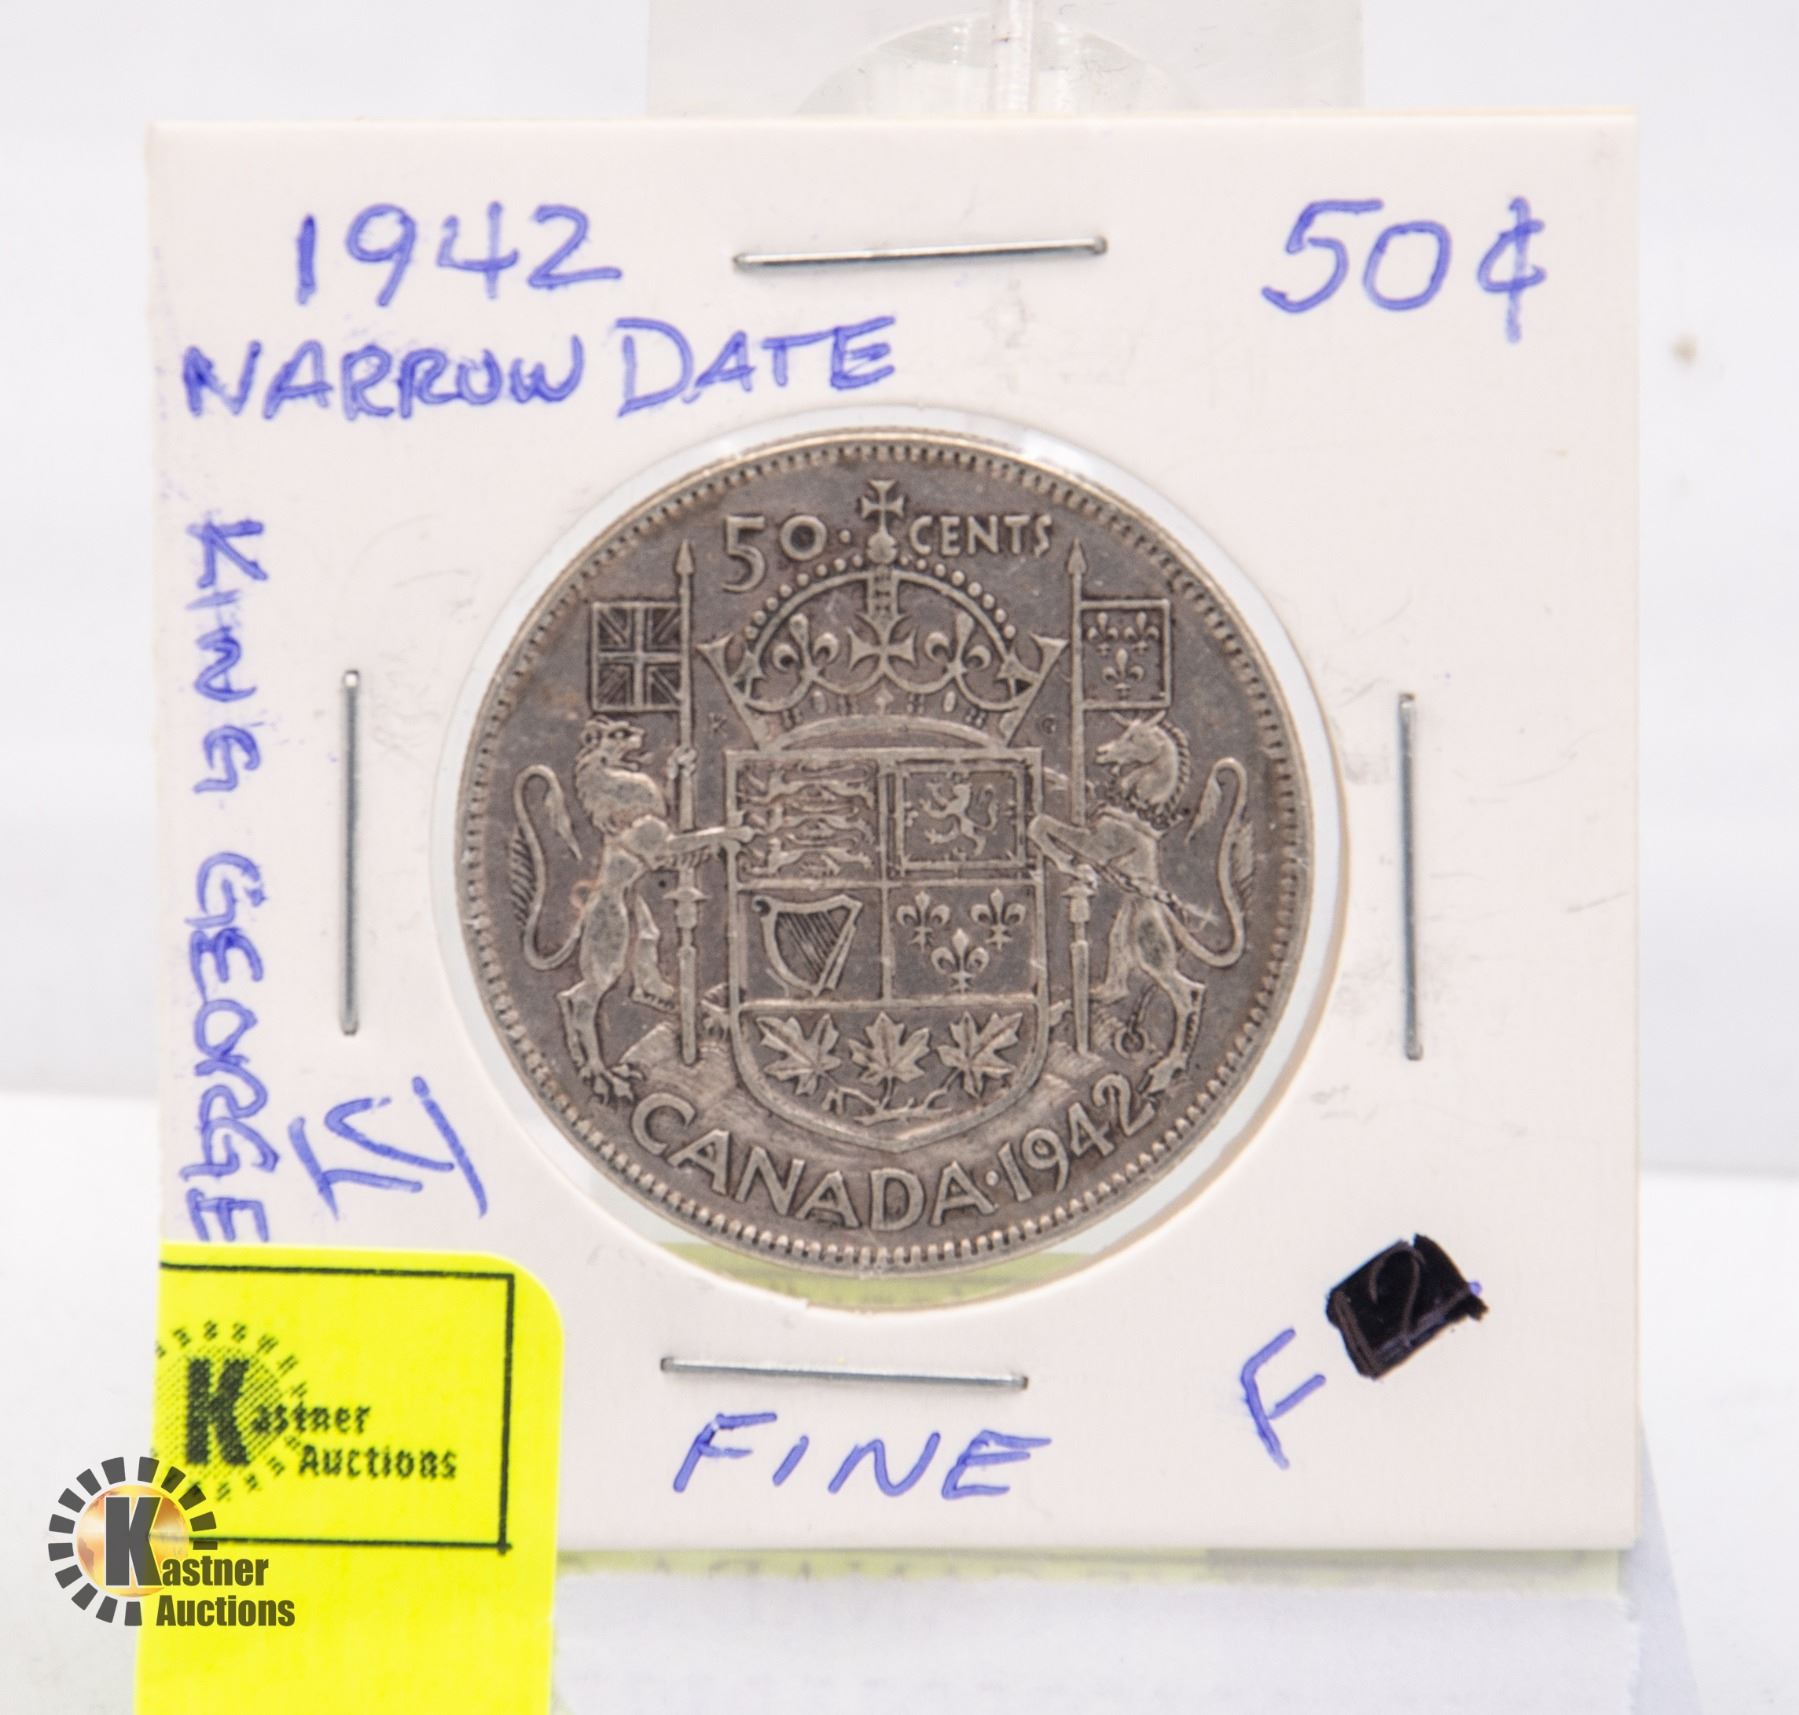 1942
50¢
NARROW DATE
KING GEORGE
VI
50 · CENTS
K G
CANADA · 1942
FINE
F
Kastner
Auctions
Kastner
Auctions